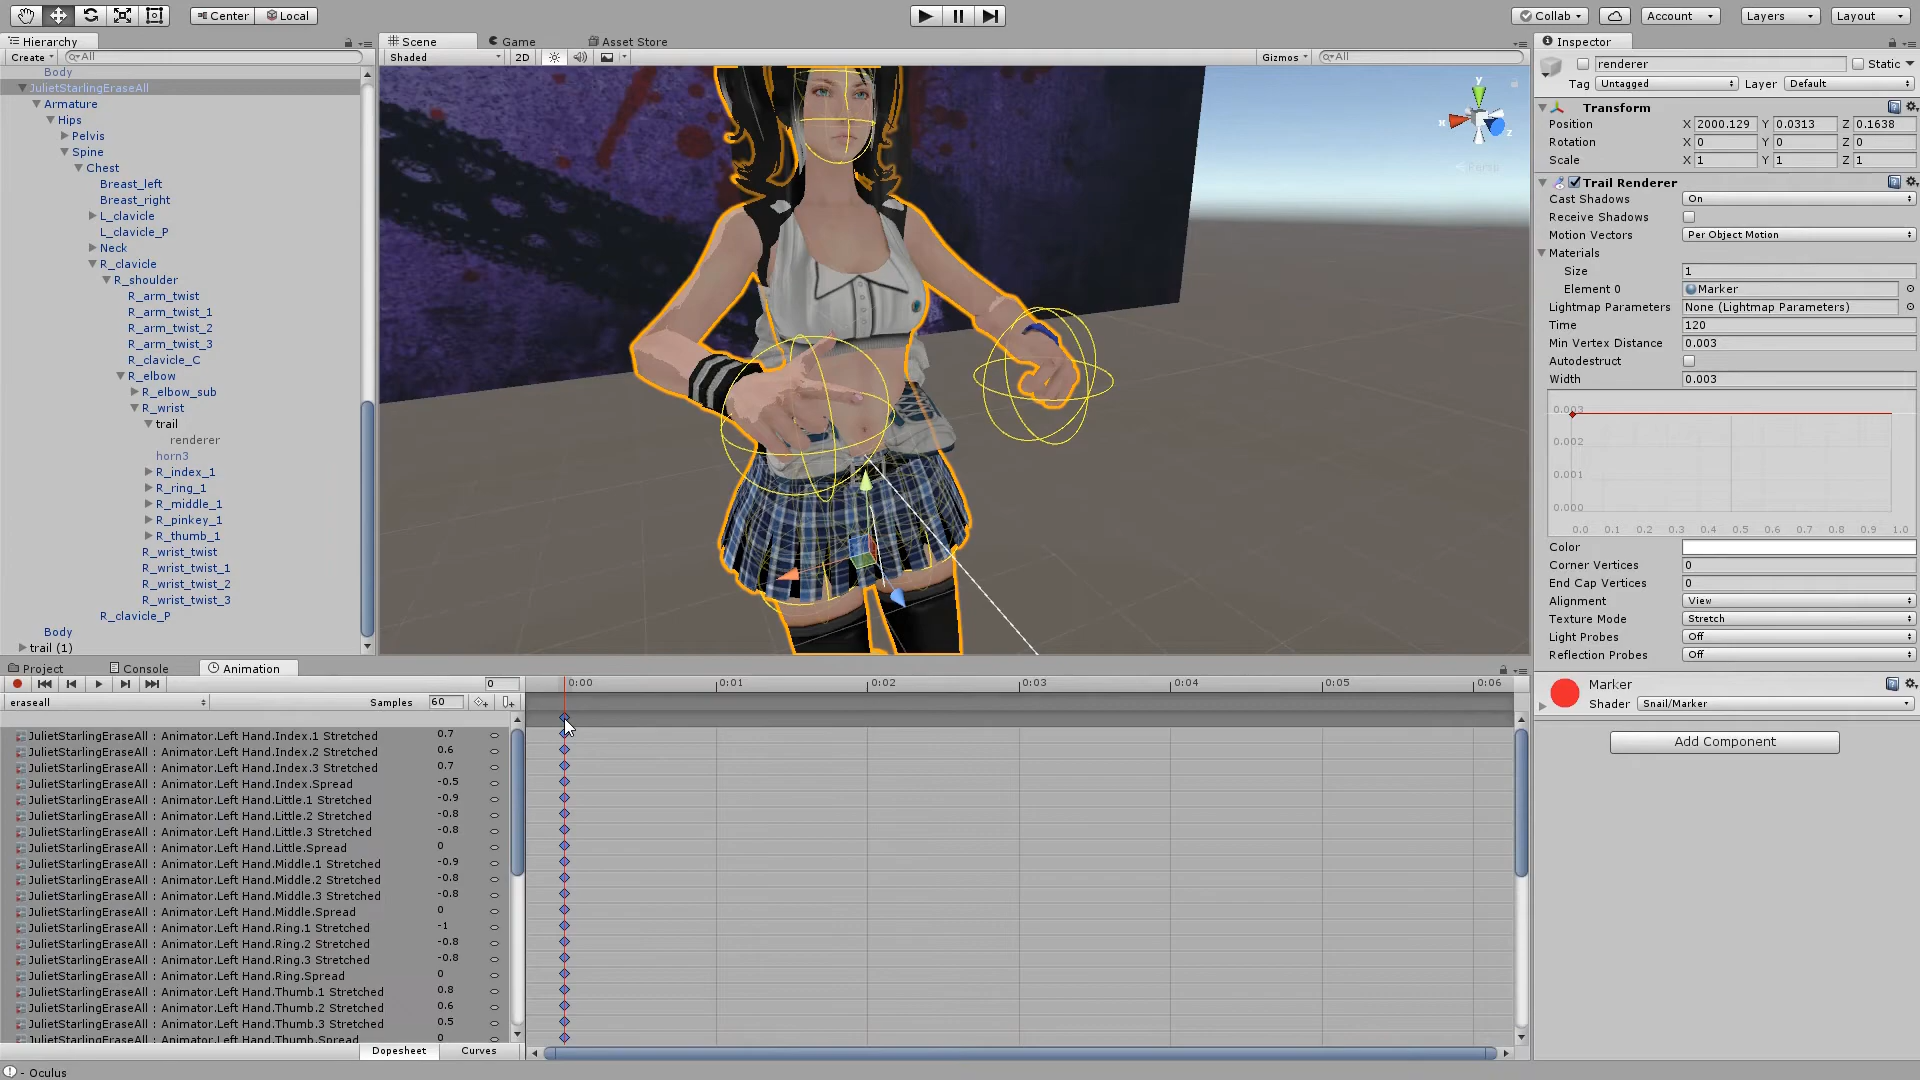 Center Local
Collab Account Layers Layout
Hierarchy
Create All
Body
JulietStarlingEraseAll
Armature
Hips
Pelvis
Spine
Chest
Breast_left
Breast_right
L_clavicle
L_clavicle_P
Neck
R_clavicle
R_shoulder
R_arm_twist
R_arm_twist_1
R_arm_twist_2
R_arm_twist_3
R_clavicle_C
R_elbow
R_elbow_sub
R_wrist
trail
renderer
horn3
R_index_1
R_ring_1
R_middle_1
R_pinkey_1
R_thumb_1
R_wrist_twist
R_wrist_twist_1
R_wrist_twist_2
R_wrist_twist_3
R_clavicle_P
Body
trail (1)
Scene Game Asset Store
Shaded 2D Gizmos All
y
x
z
Persp
Inspector
renderer Static
Tag Untagged Layer Default
Transform
Position X 2000.129 Y 0.0313 Z 0.1638
Rotation X 0 Y 0 Z 0
Scale X 1 Y 1 Z 1
Trail Renderer
Cast Shadows On
Receive Shadows
Motion Vectors Per Object Motion
Materials
Size 1
Element 0 Marker
Lightmap Parameters None (Lightmap Parameters)
Time 120
Min Vertex Distance 0.003
Autodestruct
Width 0.003
0.003
0.002
0.001
0.000
0.0 0.1 0.2 0.3 0.4 0.5 0.6 0.7 0.8 0.9 1.0
Color
Corner Vertices 0
End Cap Vertices 0
Alignment View
Texture Mode Stretch
Light Probes Off
Reflection Probes Off
Marker
Shader Snail/Marker
Add Component
Project Console Animation
0 0:00 0:01 0:02 0:03 0:04 0:05 0:06
eraseall Samples 60
JulietStarlingEraseAll : Animator.Left Hand.Index.1 Stretched 0.7
JulietStarlingEraseAll : Animator.Left Hand.Index.2 Stretched 0.6
JulietStarlingEraseAll : Animator.Left Hand.Index.3 Stretched 0.7
JulietStarlingEraseAll : Animator.Left Hand.Index.Spread -0.5
JulietStarlingEraseAll : Animator.Left Hand.Little.1 Stretched -0.9
JulietStarlingEraseAll : Animator.Left Hand.Little.2 Stretched -0.8
JulietStarlingEraseAll : Animator.Left Hand.Little.3 Stretched -0.8
JulietStarlingEraseAll : Animator.Left Hand.Little.Spread 0
JulietStarlingEraseAll : Animator.Left Hand.Middle.1 Stretched -0.9
JulietStarlingEraseAll : Animator.Left Hand.Middle.2 Stretched -0.8
JulietStarlingEraseAll : Animator.Left Hand.Middle.3 Stretched -0.8
JulietStarlingEraseAll : Animator.Left Hand.Middle.Spread 0
JulietStarlingEraseAll : Animator.Left Hand.Ring.1 Stretched -1
JulietStarlingEraseAll : Animator.Left Hand.Ring.2 Stretched -0.8
JulietStarlingEraseAll : Animator.Left Hand.Ring.3 Stretched -0.8
JulietStarlingEraseAll : Animator.Left Hand.Ring.Spread 0
JulietStarlingEraseAll : Animator.Left Hand.Thumb.1 Stretched 0.8
JulietStarlingEraseAll : Animator.Left Hand.Thumb.2 Stretched 0.6
JulietStarlingEraseAll : Animator.Left Hand.Thumb.3 Stretched 0.5
JulietStarlingEraseAll : Animator.Left Hand.Thumb.Spread 0
Dopesheet Curves
- Oculus